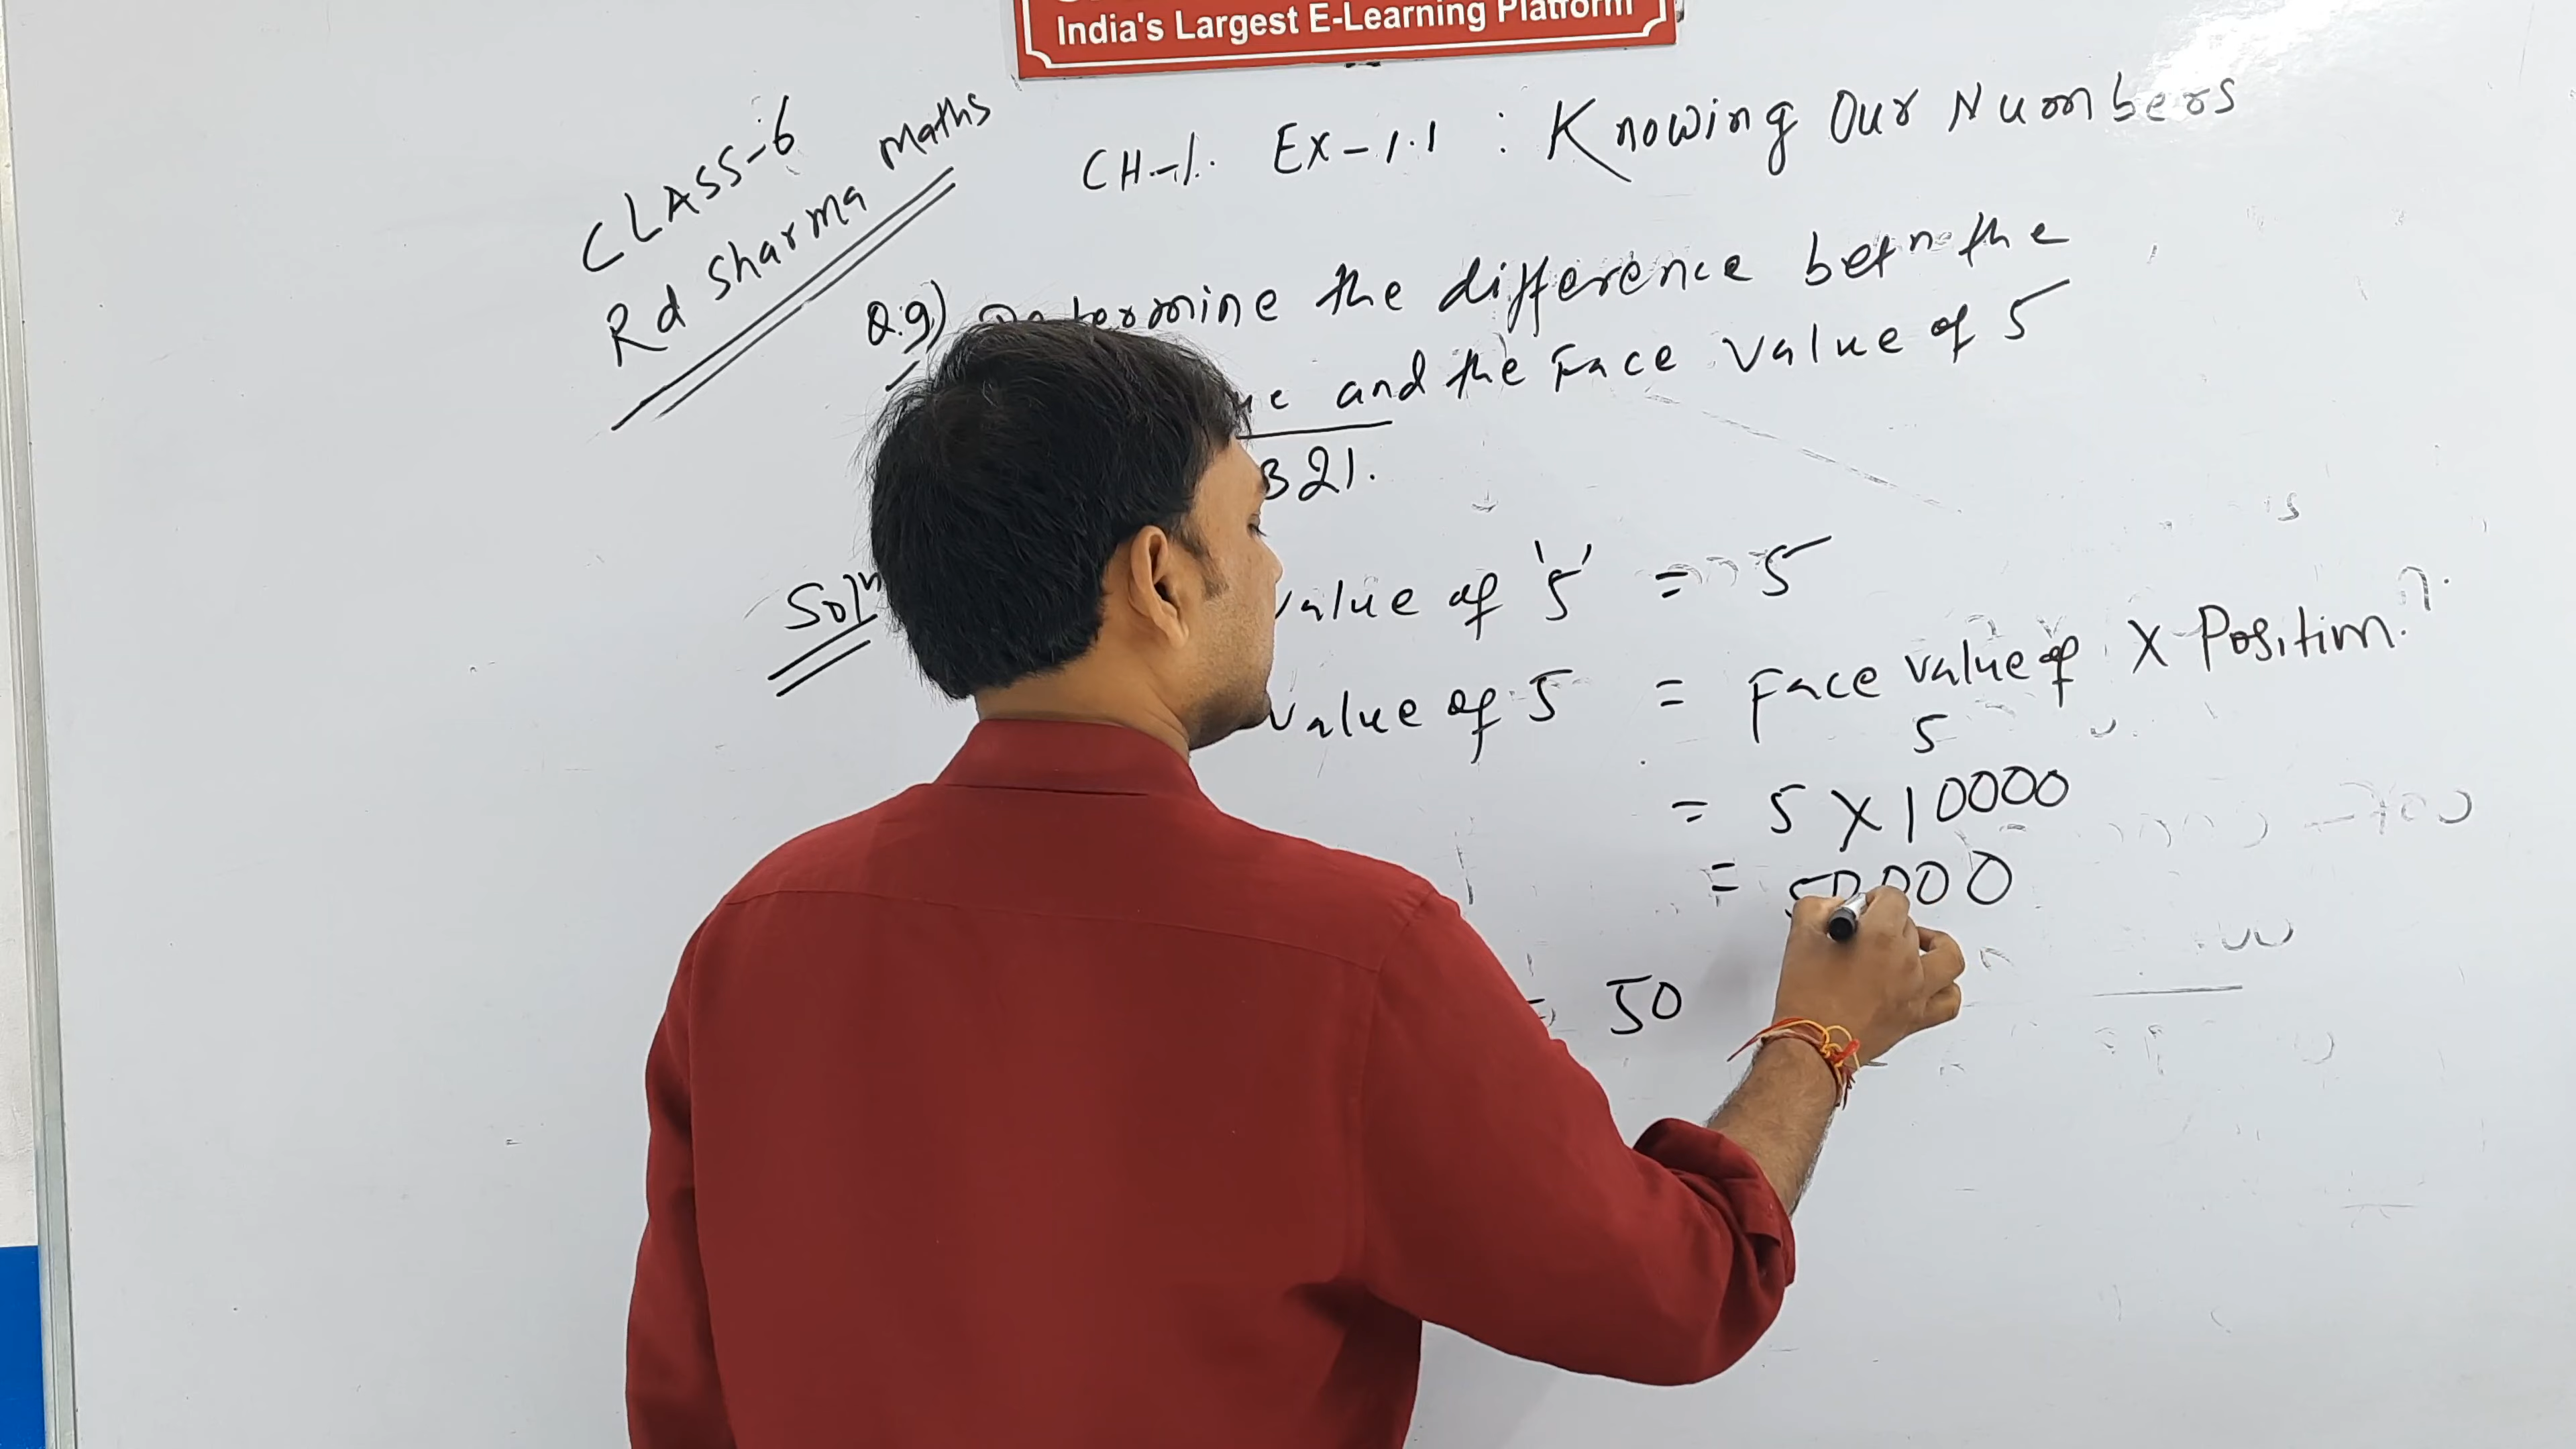 India's Largest E-Learning Platform
CLASS-6
Rd Sharma Maths
CH-1. Ex-1.1 : Knowing Our Numbers
Q.9) Determine the difference betn the
and the Face Value of 5
321.
Soln
value of '5' = 5
value of 5 = Face value of X Position.
5
= 5 X 10000
= 50000
= 50